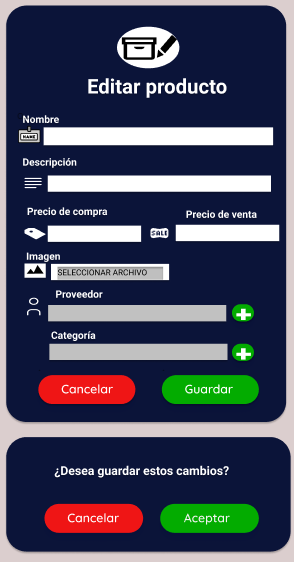 Editar producto
Nombre
NAME
Descripción
Precio de compra
Precio de venta
SALE
Imagen
SELECCIONAR ARCHIVO
Proveedor
Categoría
Cancelar
Guardar
¿Desea guardar estos cambios?
Cancelar
Aceptar